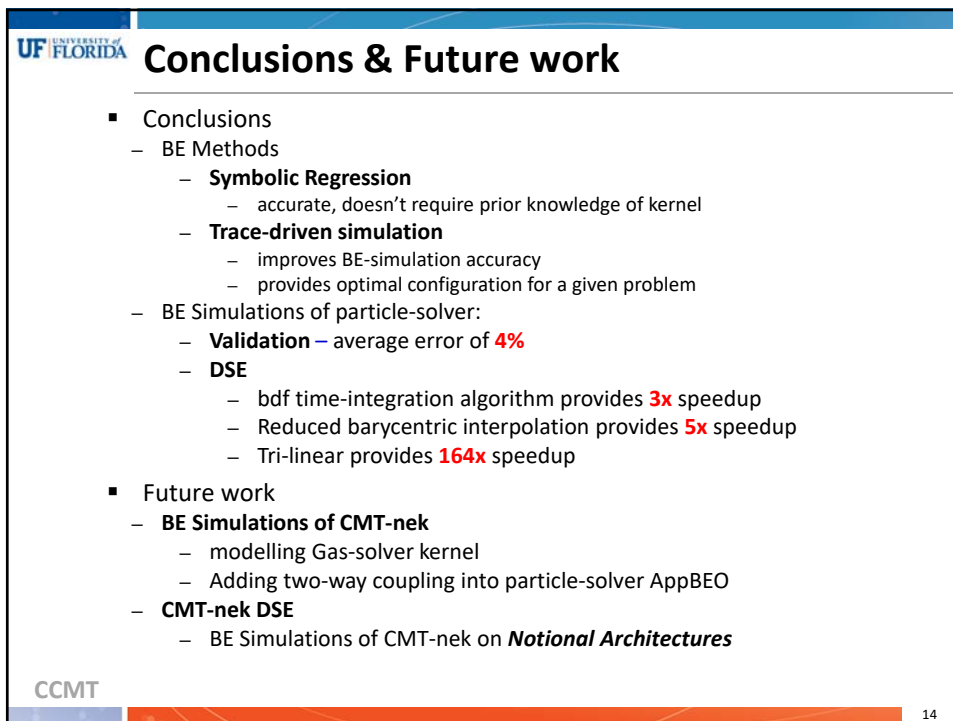 UF UNIVERSITY of FLORIDA
Conclusions & Future work
▪ Conclusions
– BE Methods
– Symbolic Regression
– accurate, doesn't require prior knowledge of kernel
– Trace-driven simulation
– improves BE-simulation accuracy
– provides optimal configuration for a given problem
– BE Simulations of particle-solver:
– Validation – average error of 4%
– DSE
– bdf time-integration algorithm provides 3x speedup
– Reduced barycentric interpolation provides 5x speedup
– Tri-linear provides 164x speedup
▪ Future work
– BE Simulations of CMT-nek
– modelling Gas-solver kernel
– Adding two-way coupling into particle-solver AppBEO
– CMT-nek DSE
– BE Simulations of CMT-nek on Notional Architectures
CCMT
14